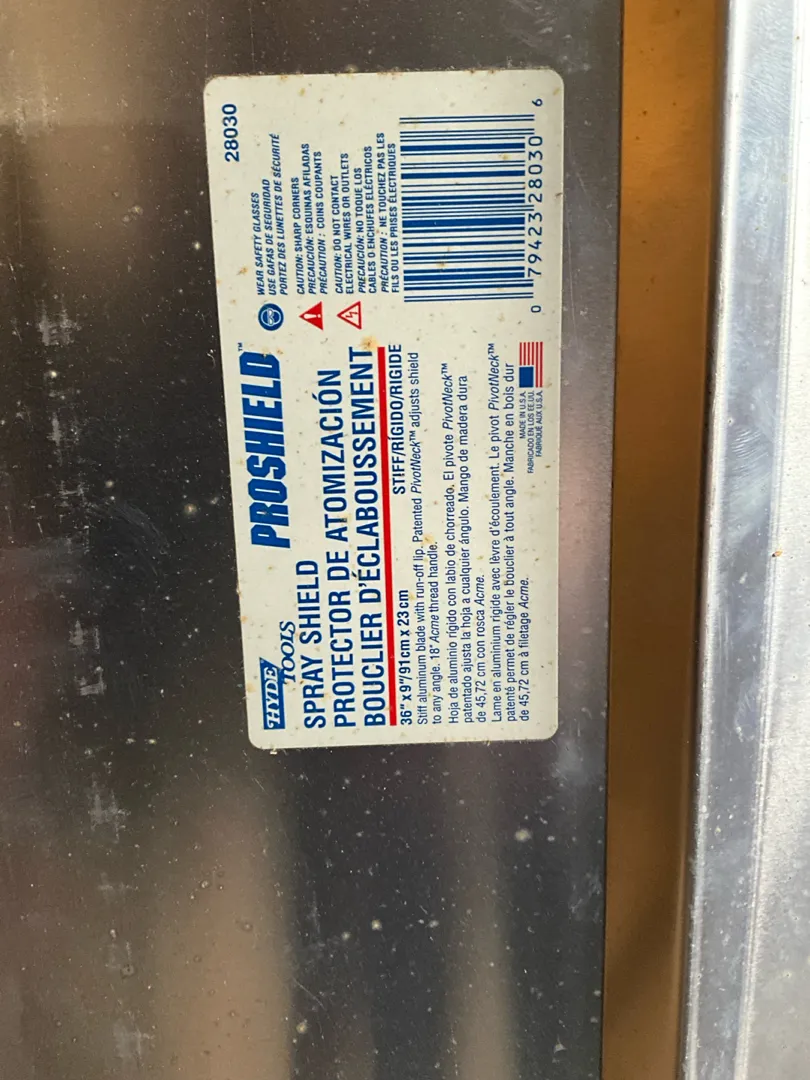 HYDE TOOLS
PROSHIELD™
28030
SPRAY SHIELD
PROTECTOR DE ATOMIZACIÓN
BOUCLIER D'ÉCLABOUSSEMENT
WEAR SAFETY GLASSES
USE GAFAS DE SEGURIDAD
PORTEZ DES LUNETTES DE SÉCURITÉ
CAUTION: SHARP CORNERS
PRECAUCIÓN: ESQUINAS AFILADAS
PRÉCAUTION : COINS COUPANTS
CAUTION: DO NOT CONTACT
ELECTRICAL WIRES OR OUTLETS
PRECAUCIÓN: NO TOQUE LOS
CABLES O ENCHUFES ELÉCTRICOS
PRÉCAUTION : NE TOUCHEZ PAS LES
FILS OU LES PRISES ÉLECTRIQUES
36" x 9"/91 cm x 23 cm STIFF/RÍGIDO/RIGIDE
Stiff aluminum blade with run-off lip. Patented PivotNeck™ adjusts shield
to any angle. 18" Acme thread handle.
Hoja de aluminio rígido con labio de chorreado. El pivote PivotNeck™
patentado ajusta la hoja a cualquier ángulo. Mango de madera dura
de 45,72 cm con rosca Acme.
Lame en aluminium rigide avec lèvre d'écoulement. Le pivot PivotNeck™
patenté permet de régler le bouclier à tout angle. Manche en bois dur
de 45,72 cm à filetage Acme.
MADE IN U.S.A.
FABRICADO EN LOS EE.UU.
FABRIQUÉ AUX U.S.A.
0 79423 28030 6